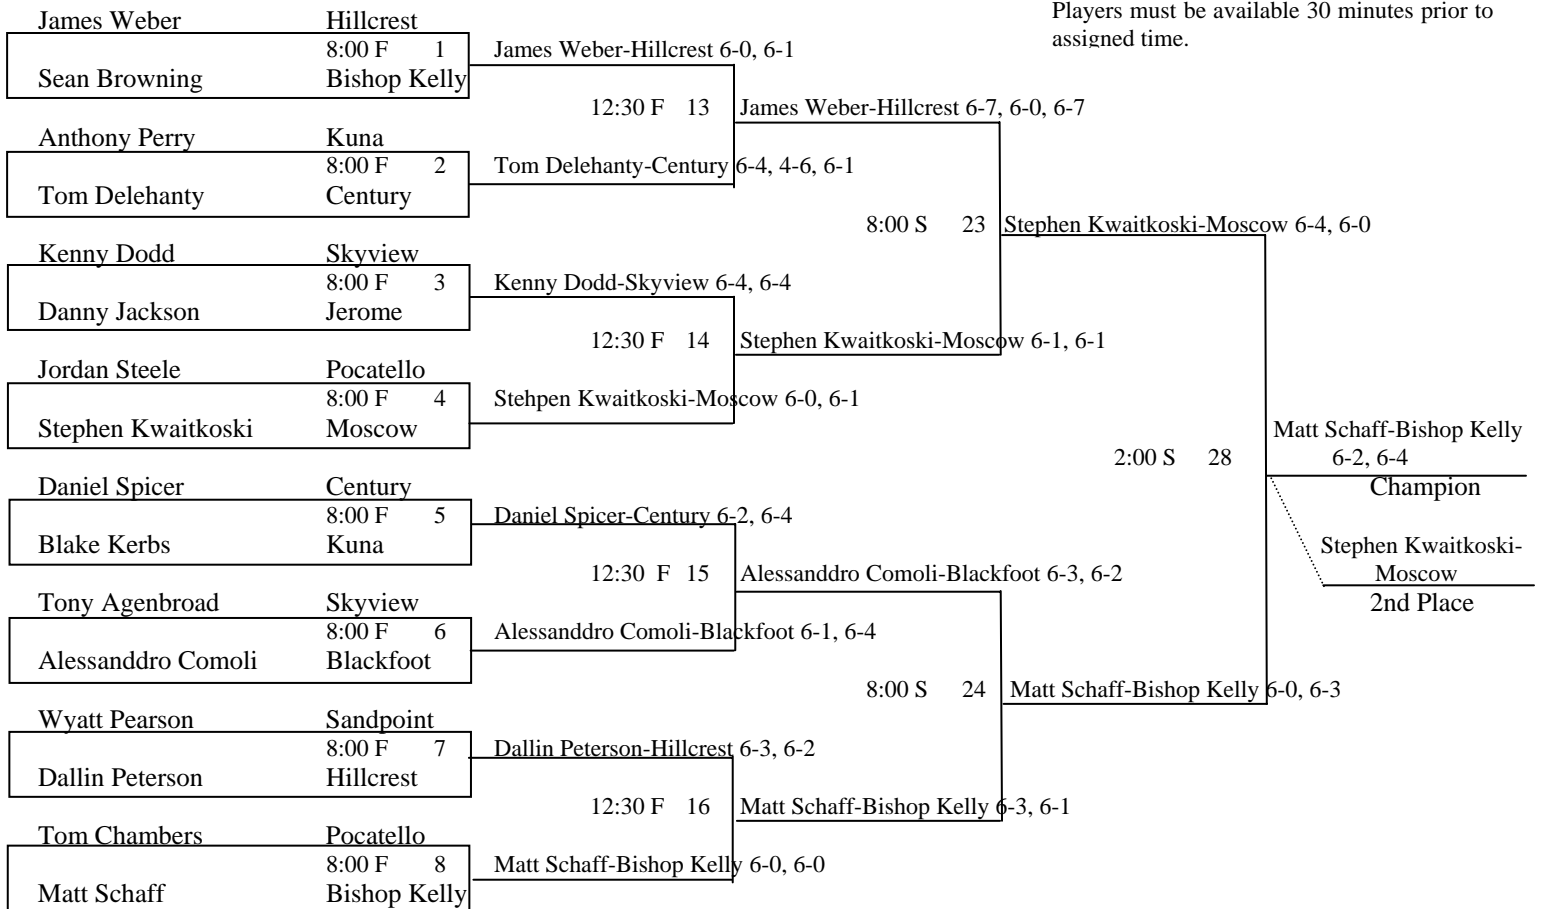 Players must be available 30 minutes prior to
assigned time.
James Weber Hillcrest
8:00 F 1 James Weber-Hillcrest 6-0, 6-1
Sean Browning Bishop Kelly
12:30 F 13 James Weber-Hillcrest 6-7, 6-0, 6-7
Anthony Perry Kuna
8:00 F 2 Tom Delehanty-Century 6-4, 4-6, 6-1
Tom Delehanty Century
8:00 S 23 Stephen Kwaitkoski-Moscow 6-4, 6-0
Kenny Dodd Skyview
8:00 F 3 Kenny Dodd-Skyview 6-4, 6-4
Danny Jackson Jerome
12:30 F 14 Stephen Kwaitkoski-Moscow 6-1, 6-1
Jordan Steele Pocatello
8:00 F 4 Stehpen Kwaitkoski-Moscow 6-0, 6-1
Stephen Kwaitkoski Moscow
Matt Schaff-Bishop Kelly
2:00 S 28 6-2, 6-4
Champion
Daniel Spicer Century
8:00 F 5 Daniel Spicer-Century 6-2, 6-4
Blake Kerbs Kuna
Stephen Kwaitkoski-
Moscow
2nd Place
12:30 F 15 Alessanddro Comoli-Blackfoot 6-3, 6-2
Tony Agenbroad Skyview
8:00 F 6 Alessanddro Comoli-Blackfoot 6-1, 6-4
Alessanddro Comoli Blackfoot
8:00 S 24 Matt Schaff-Bishop Kelly 6-0, 6-3
Wyatt Pearson Sandpoint
8:00 F 7 Dallin Peterson-Hillcrest 6-3, 6-2
Dallin Peterson Hillcrest
12:30 F 16 Matt Schaff-Bishop Kelly 6-3, 6-1
Tom Chambers Pocatello
8:00 F 8 Matt Schaff-Bishop Kelly 6-0, 6-0
Matt Schaff Bishop Kelly